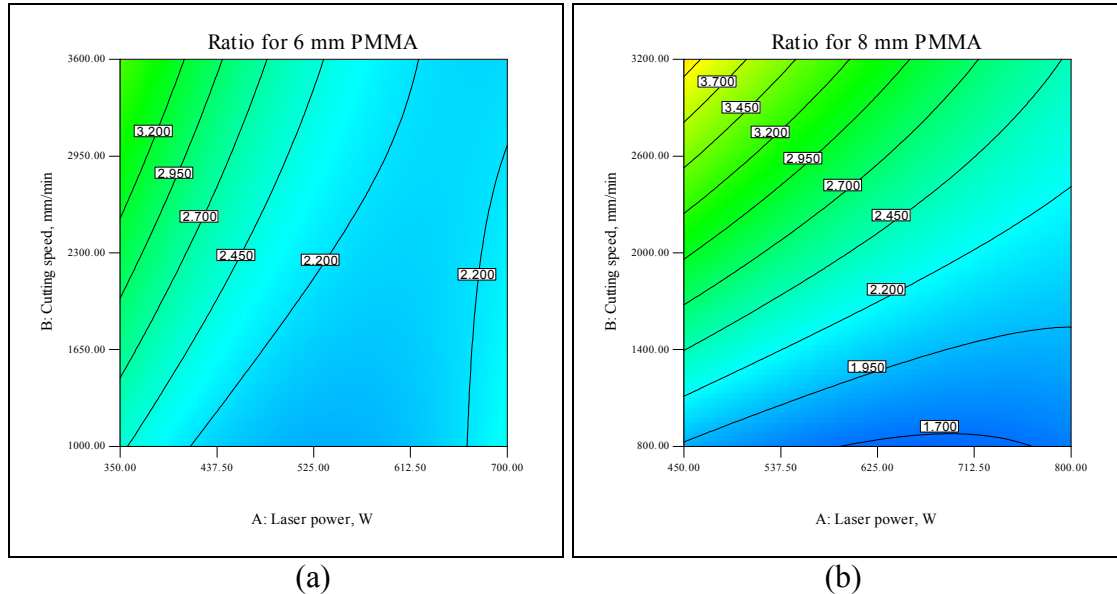 Ratio for 6 mm PMMA
3600.00
2950.00
2300.00
1650.00
1000.00
B: Cutting speed, mm/min
3.200
2.950
2.700
2.450
2.200
2.200
350.00 437.50 525.00 612.50 700.00
A: Laser power, W
(a)
Ratio for 8 mm PMMA
3200.00
2600.00
2000.00
1400.00
800.00
B: Cutting speed, mm/min
3.700
3.450
3.200
2.950
2.700
2.450
2.200
1.950
1.700
450.00 537.50 625.00 712.50 800.00
A: Laser power, W
(b)